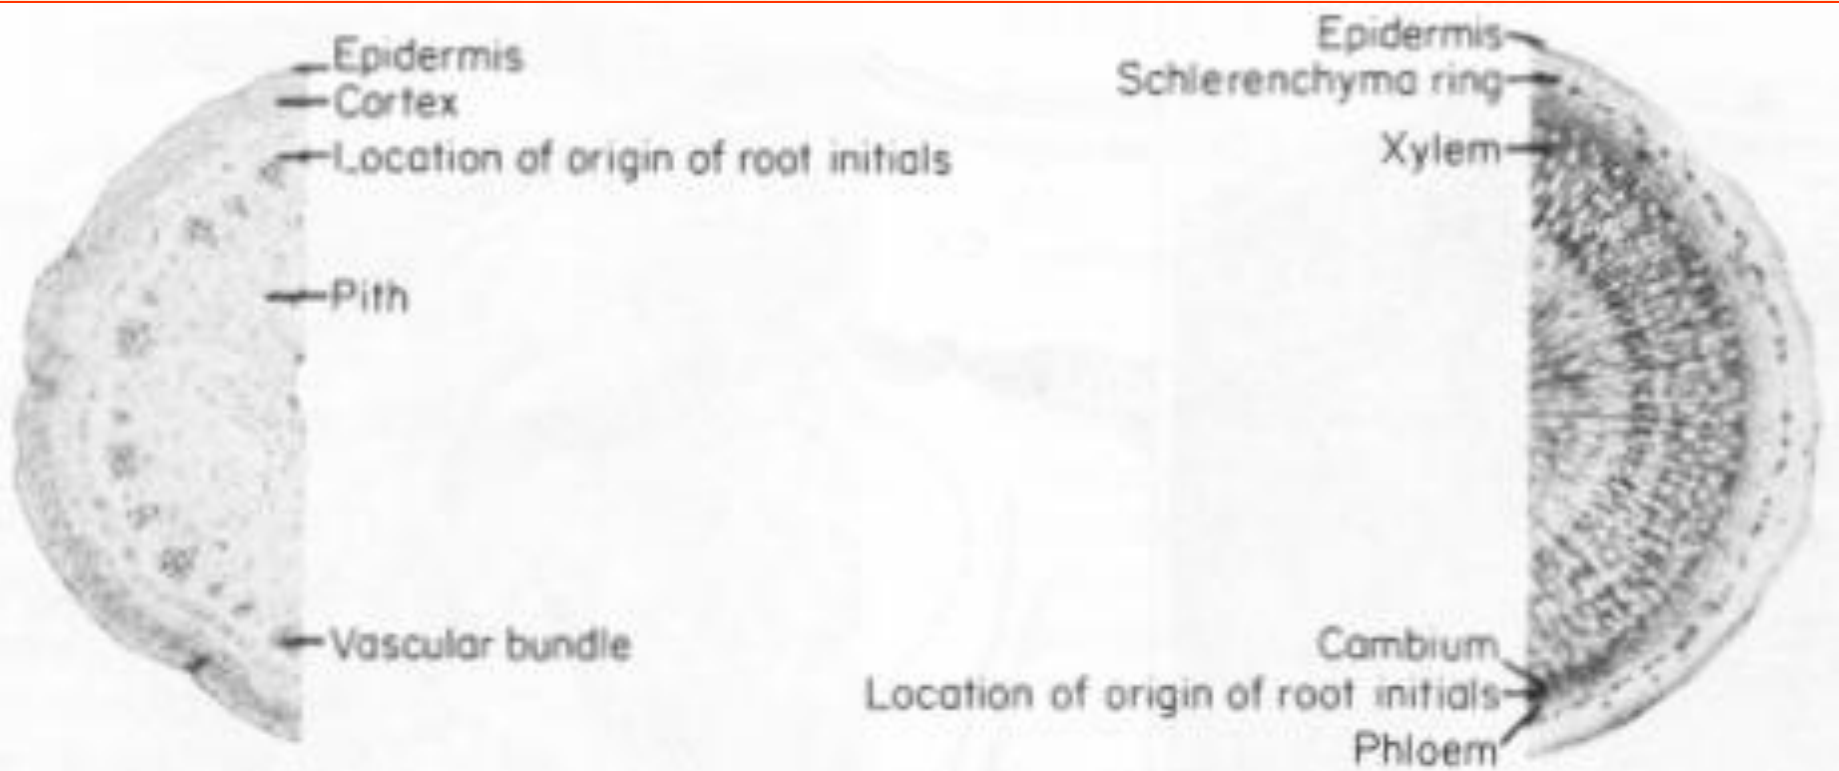 Epidermis
Cortex
Location of origin of root initials
Pith
Vascular bundle
Epidermis
Schlerenchyma ring
Xylem
Cambium
Location of origin of root initials
Phloem